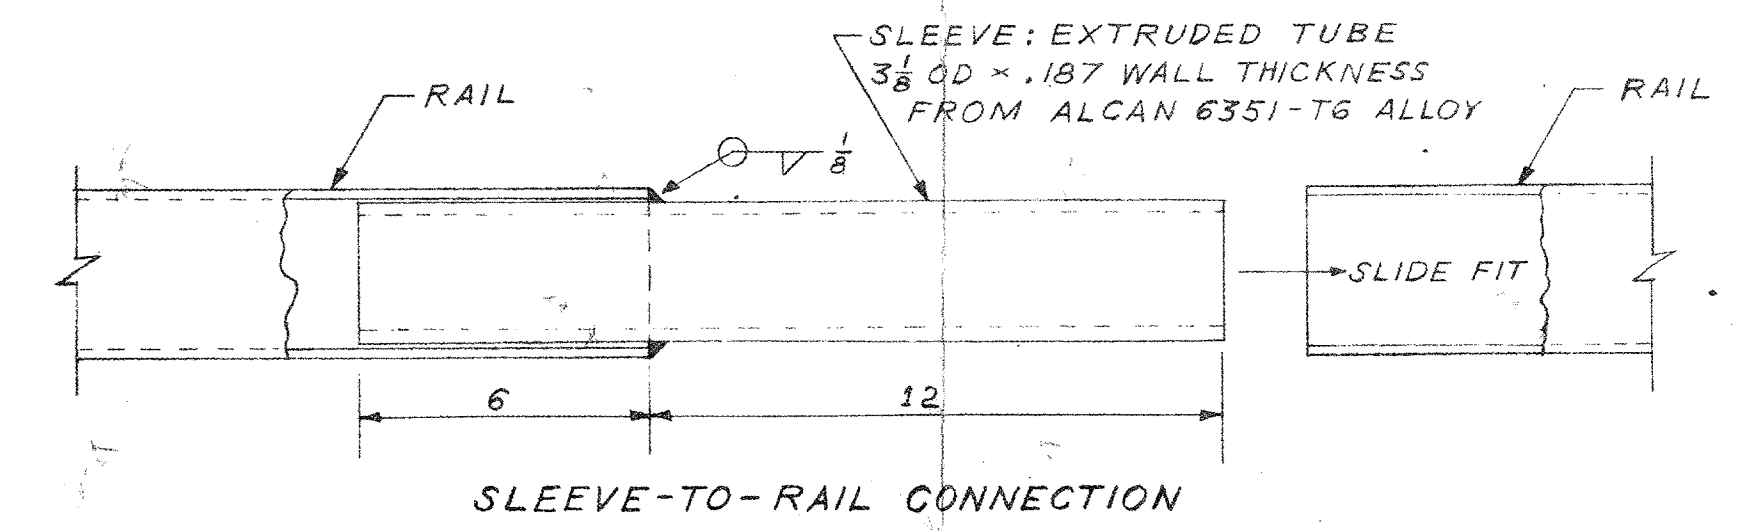 SLEEVE: EXTRUDED TUBE
3 1/8 OD × .187 WALL THICKNESS
FROM ALCAN 6351-T6 ALLOY
RAIL
RAIL
1/8
SLIDE FIT
6
12
SLEEVE-TO-RAIL CONNECTION